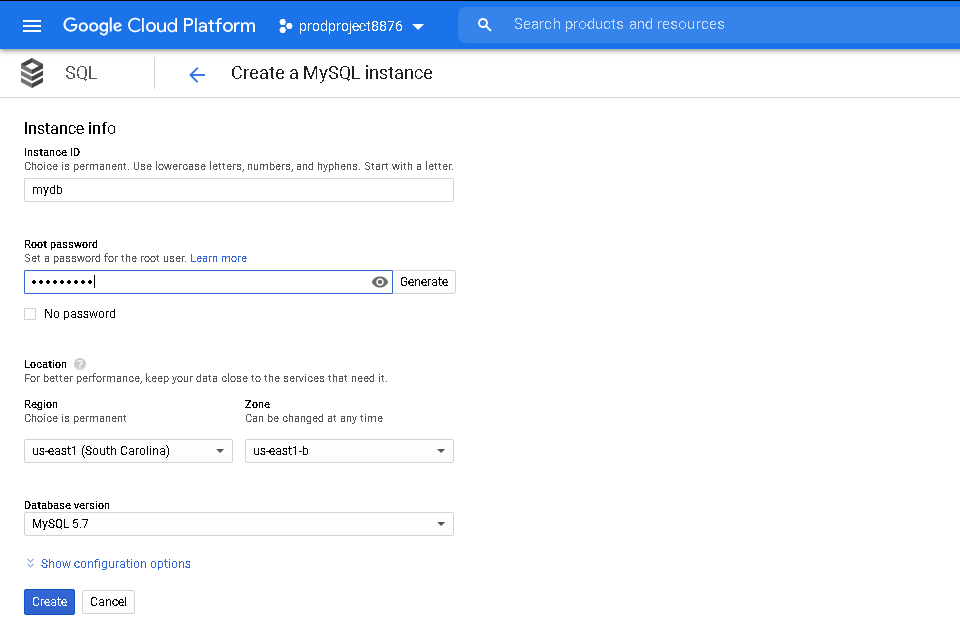 Google Cloud Platform prodproject8876 Search products and resources
SQL Create a MySQL instance
Instance info
Instance ID
Choice is permanent. Use lowercase letters, numbers, and hyphens. Start with a letter.
mydb
Root password
Set a password for the root user. Learn more
••••••••• Generate
No password
Location ?
For better performance, keep your data close to the services that need it.
Region Zone
Choice is permanent Can be changed at any time
us-east1 (South Carolina) us-east1-b
Database version
MySQL 5.7
Show configuration options
Create Cancel